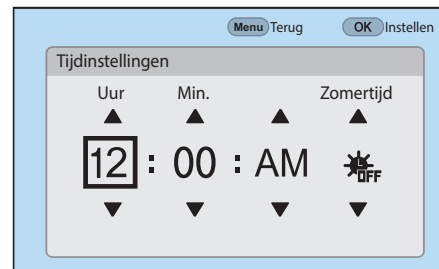 Menu Terug OK Instellen
Tijdinstellingen
Uur Min. Zomertijd
12 : 00 : AM OFF